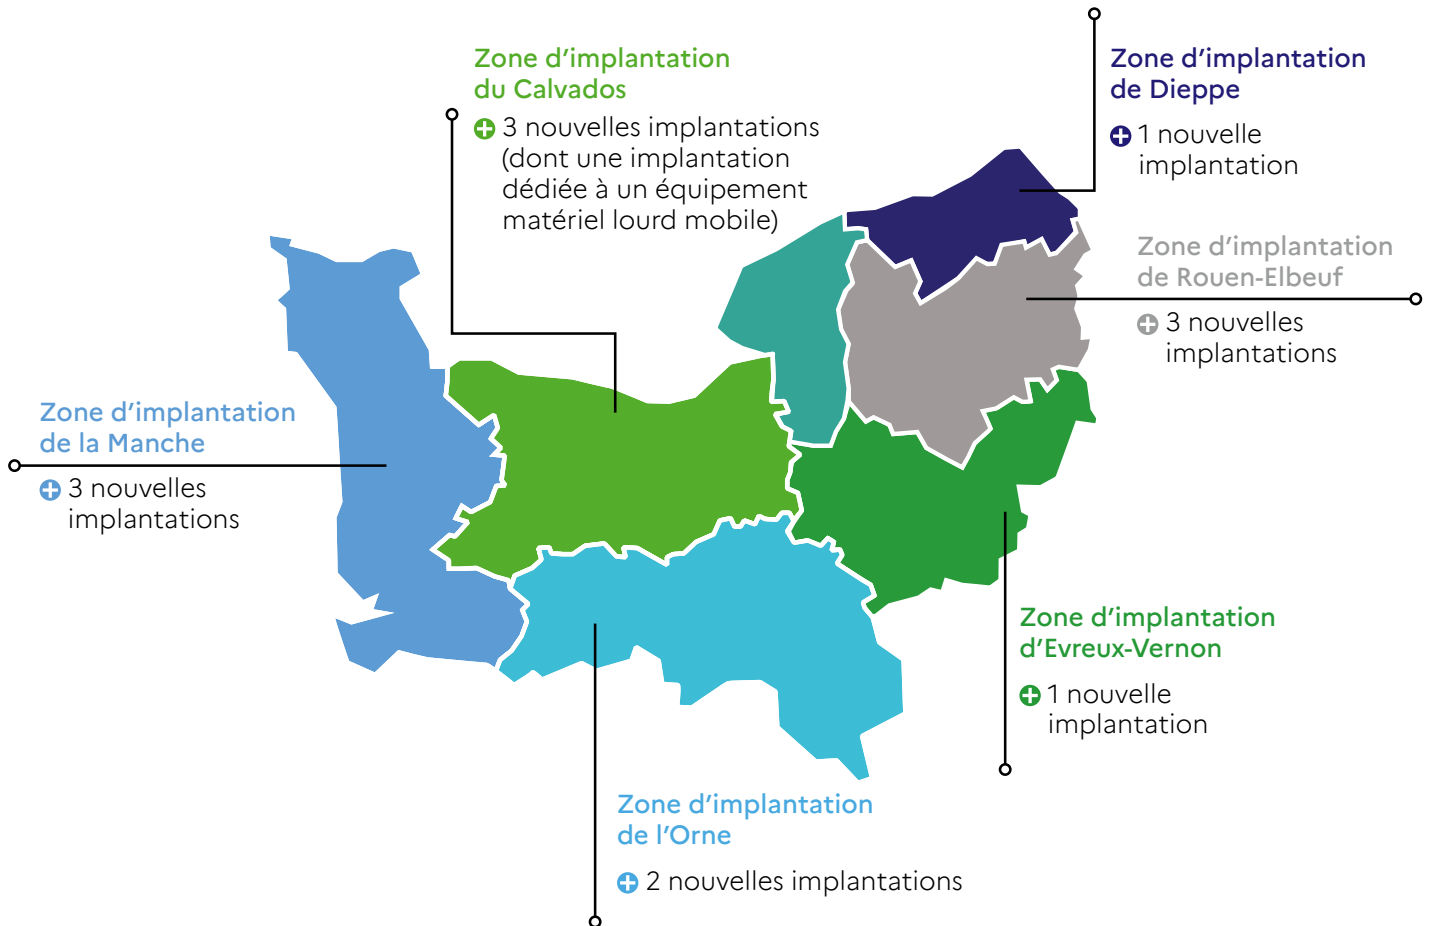 Zone d'implantation
du Calvados
3 nouvelles implantations
(dont une implantation
dédiée à un équipement
matériel lourd mobile)
Zone d'implantation
de Dieppe
1 nouvelle
implantation
Zone d'implantation
de Rouen-Elbeuf
3 nouvelles
implantations
Zone d'implantation
de la Manche
3 nouvelles
implantations
Zone d'implantation
d'Evreux-Vernon
1 nouvelle
implantation
Zone d'implantation
de l'Orne
2 nouvelles implantations